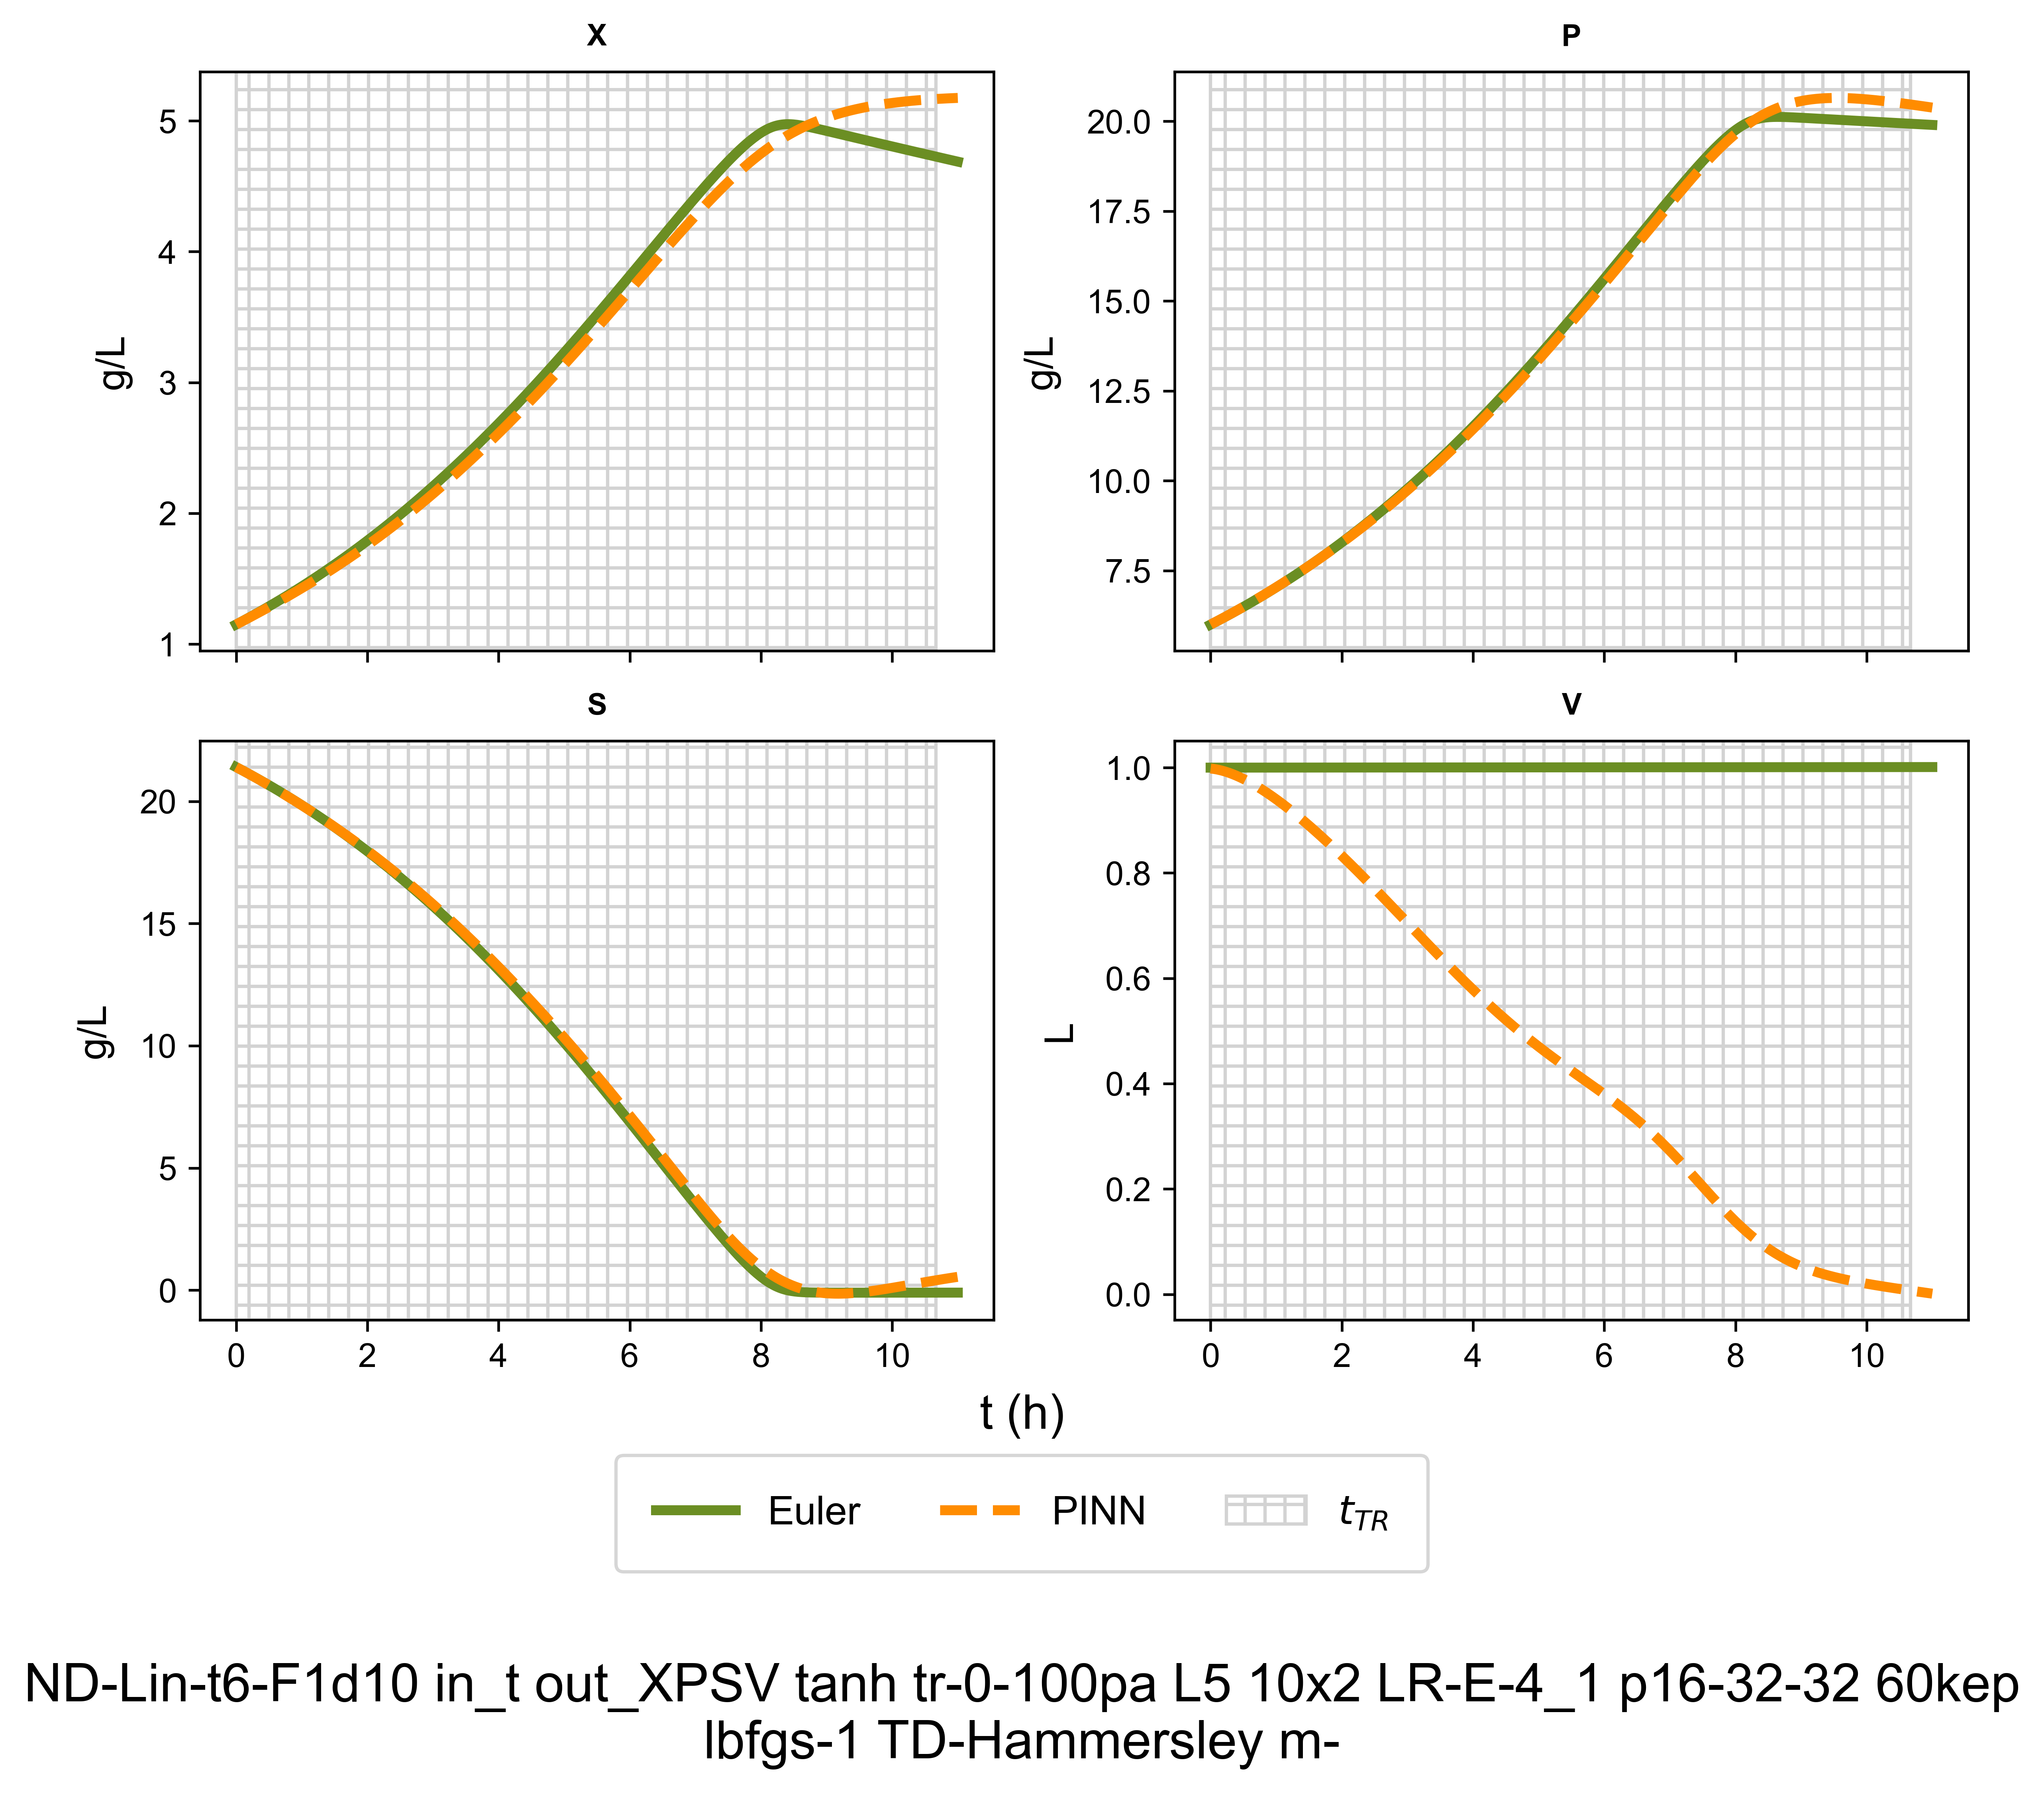 X
P
5
4
3
2
1
g/L
20.0
17.5
15.0
12.5
10.0
7.5
g/L
S
V
20
15
10
5
0
g/L
1.0
0.8
0.6
0.4
0.2
0.0
L
0 2 4 6 8 10
0 2 4 6 8 10
t (h)
Euler PINN t_TR
ND-Lin-t6-F1d10 in_t out_XPSV tanh tr-0-100pa L5 10x2 LR-E-4_1 p16-32-32 60kep
lbfgs-1 TD-Hammersley m-